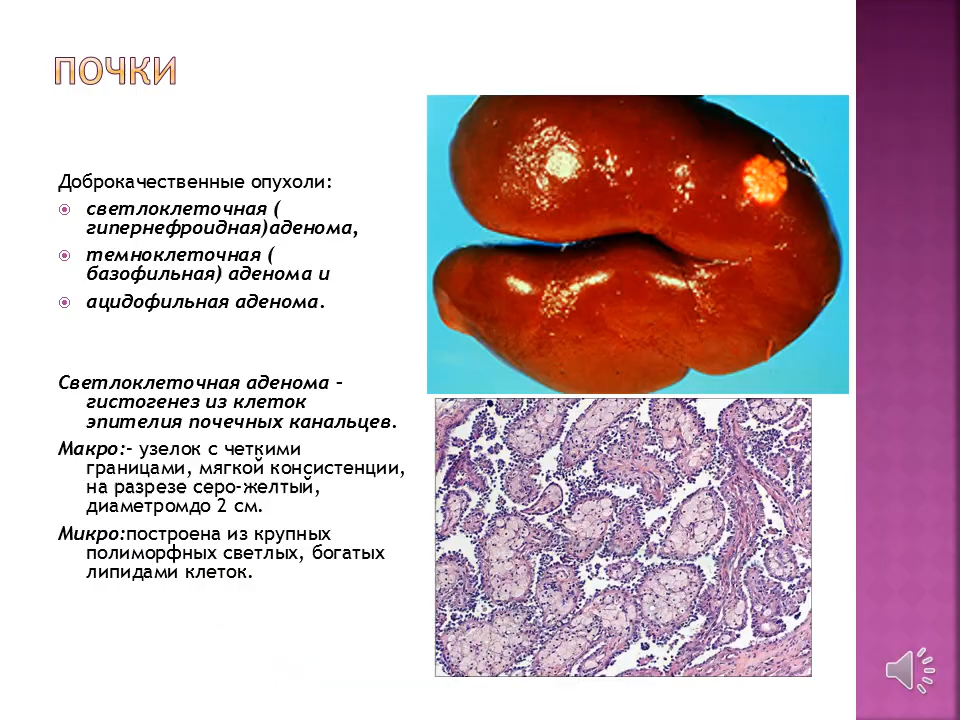 ПОЧКИ
Доброкачественные опухоли:
светлоклеточная (
гипернефроидная)аденома,
темноклеточная (
базофильная) аденома и
ацидофильная аденома.
Светлоклеточная аденома –
гистогенез из клеток
эпителия почечных канальцев.
Макро:- узелок с четкими
границами, мягкой консистенции,
на разрезе серо-желтый,
диаметромдо 2 см.
Микро:построена из крупных
полиморфных светлых, богатых
липидами клеток.